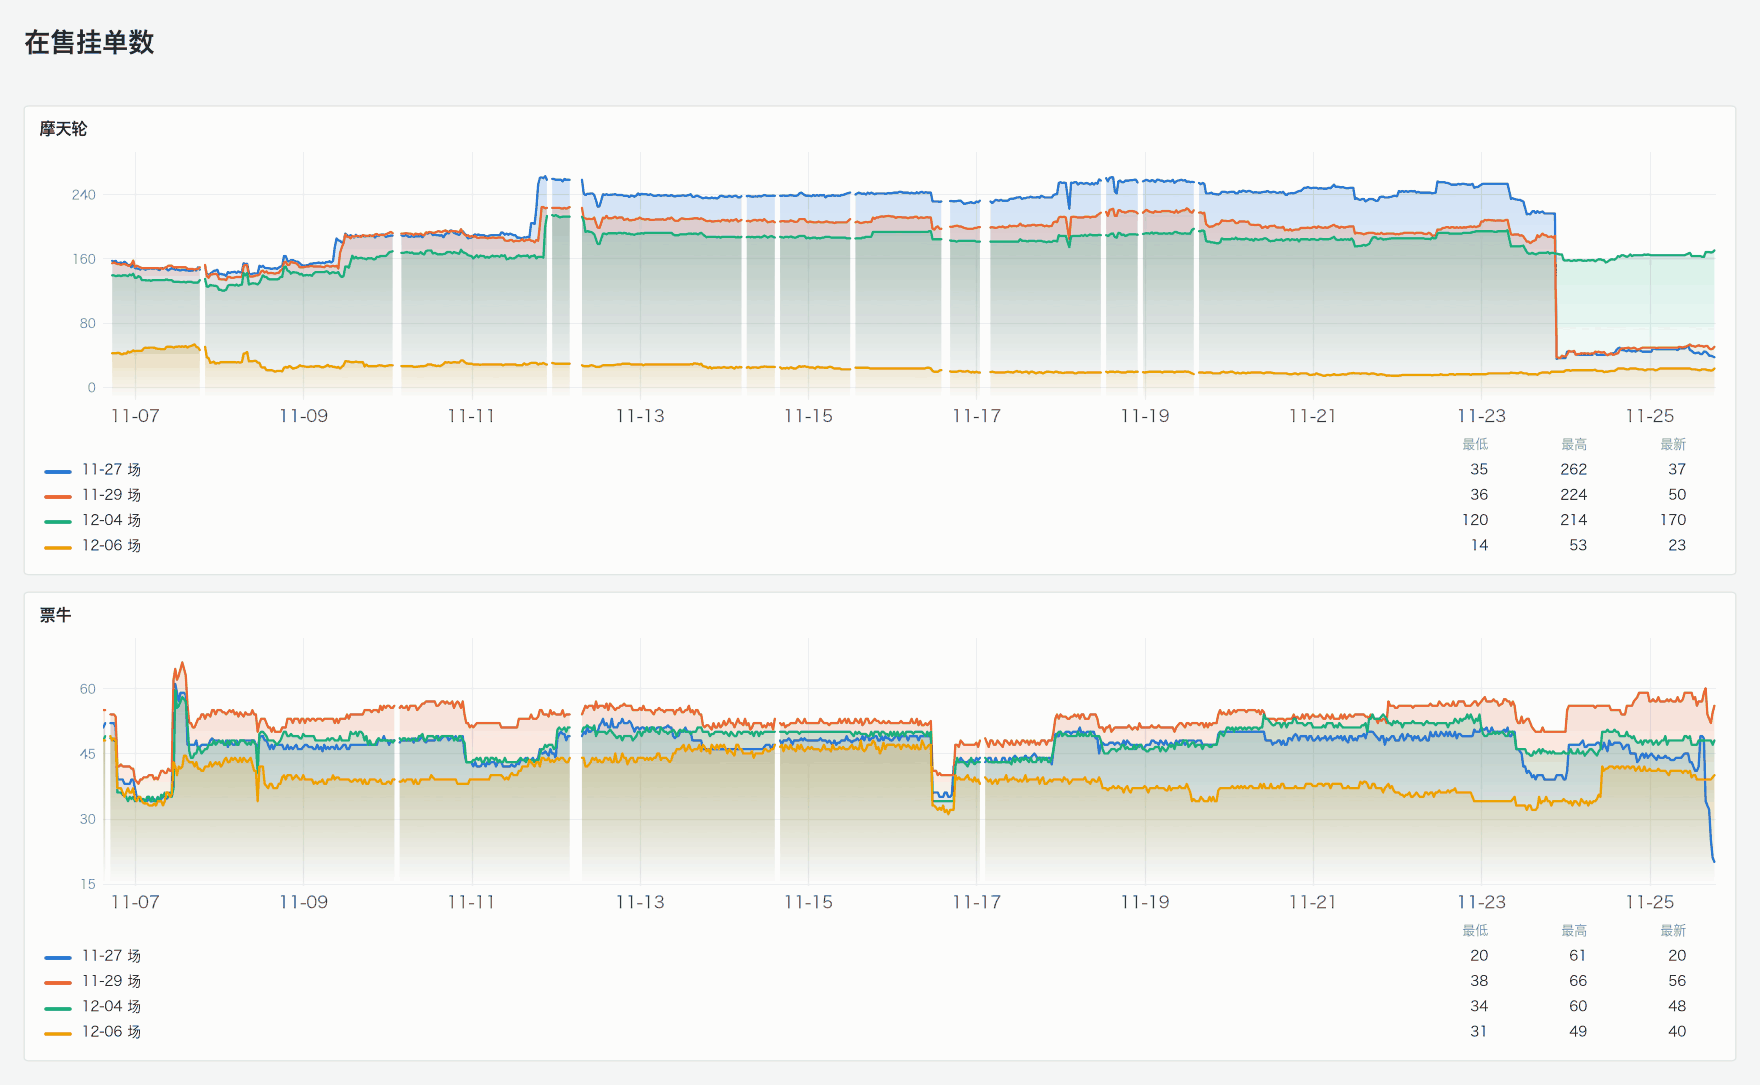 在售挂单数
摩天轮
240
160
80
0
11-07 11-09 11-11 11-13 11-15 11-17 11-19 11-21 11-23 11-25
最低 最高 最新
11-27 场 35 262 37
11-29 场 36 224 50
12-04 场 120 214 170
12-06 场 14 53 23
票牛
60
45
30
15
11-07 11-09 11-11 11-13 11-15 11-17 11-19 11-21 11-23 11-25
最低 最高 最新
11-27 场 20 61 20
11-29 场 38 66 56
12-04 场 34 60 48
12-06 场 31 49 40